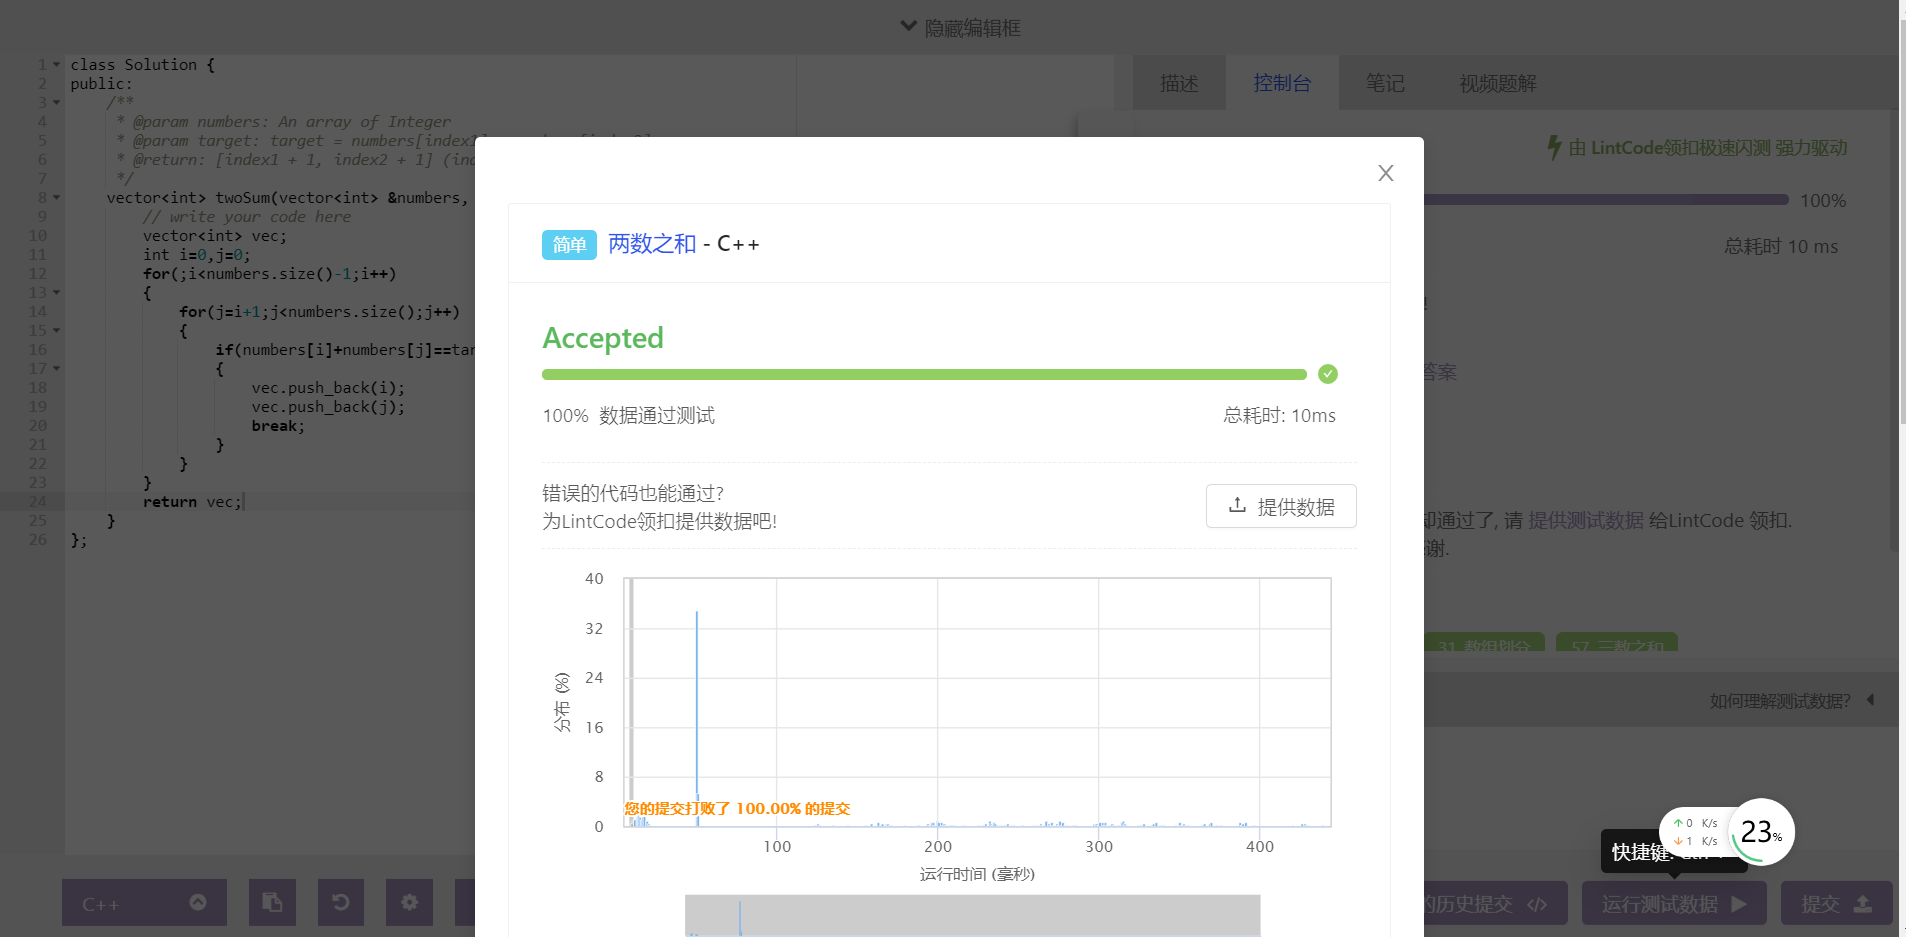 隐藏编辑框
1 class Solution {
2 public:
3 /**
4 * @param numbers: An array of Integer
5 * @param target: target = numbers[index1]
6 * @return: [index1 + 1, index2 + 1] (ind
7 */
8 vector<int> twoSum(vector<int> &numbers,
9 // write your code here
10 vector<int> vec;
11 int i=0,j=0;
12 for(;i<numbers.size()-1;i++)
13 {
14 for(j=i+1;j<numbers.size();j++)
15 {
16 if(numbers[i]+numbers[j]==tar
17 {
18 vec.push_back(i);
19 vec.push_back(j);
20 break;
21 }
22 }
23 }
24 return vec;
25 }
26 };
描述 控制台 笔记 视频题解
由 LintCode领扣极速闪测 强力驱动
100%
总耗时 10 ms
!
答案
却通过了, 请 提供测试数据 给LintCode 领扣.
谢.
31. 数组划分 57. 三数之和
如何理解测试数据?
X
简单 两数之和 - C++
Accepted
100% 数据通过测试 总耗时: 10ms
错误的代码也能通过?
为LintCode领扣提供数据吧!
提供数据
40
32
24
16
8
0
分布 (%)
您的提交打败了 100.00% 的提交
100 200 300 400
运行时间 (毫秒)
C++
快捷键: Ctrl
0 K/s
1 K/s
23%
的历史提交 运行测试数据 提交